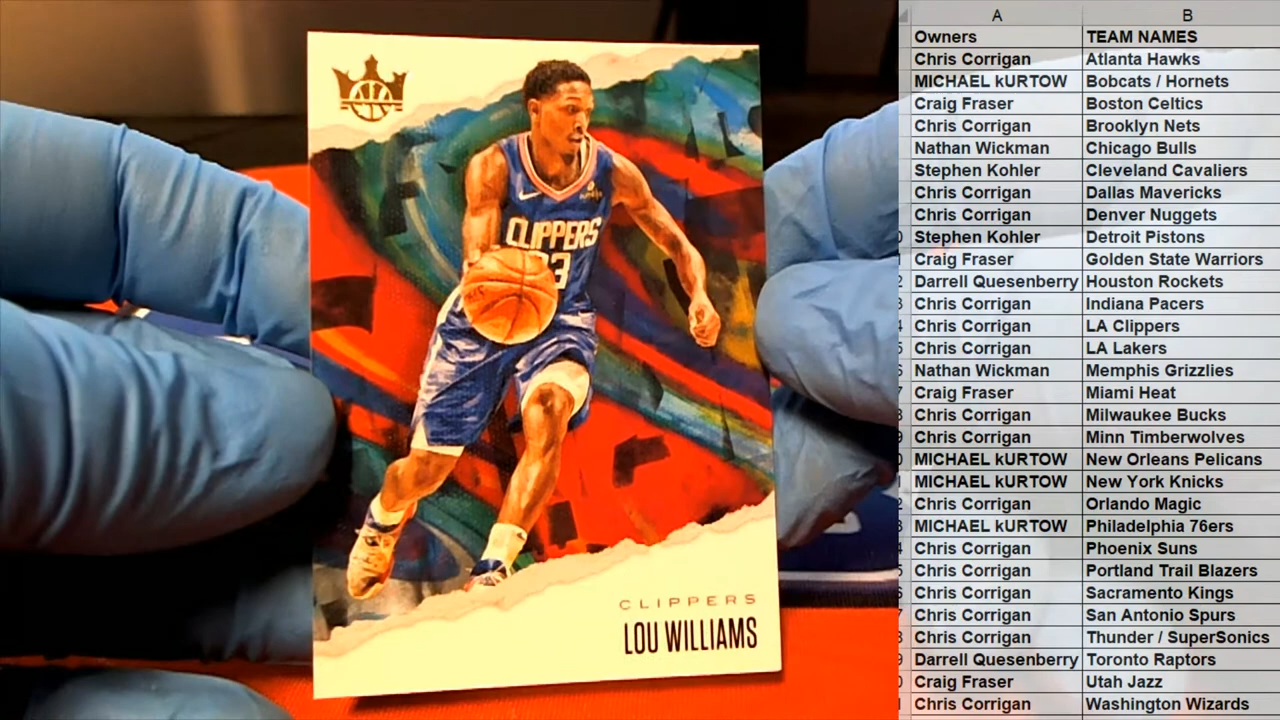 CLIPPERS
CLIPPERS
LOU WILLIAMS
A B
Owners TEAM NAMES
Chris Corrigan Atlanta Hawks
MICHAEL kURTOW Bobcats / Hornets
Craig Fraser Boston Celtics
Chris Corrigan Brooklyn Nets
Nathan Wickman Chicago Bulls
Stephen Kohler Cleveland Cavaliers
Chris Corrigan Dallas Mavericks
Chris Corrigan Denver Nuggets
Stephen Kohler Detroit Pistons
Craig Fraser Golden State Warriors
Darrell Quesenberry Houston Rockets
Chris Corrigan Indiana Pacers
Chris Corrigan LA Clippers
Chris Corrigan LA Lakers
Nathan Wickman Memphis Grizzlies
Craig Fraser Miami Heat
Chris Corrigan Milwaukee Bucks
Chris Corrigan Minn Timberwolves
MICHAEL kURTOW New Orleans Pelicans
MICHAEL kURTOW New York Knicks
Chris Corrigan Orlando Magic
MICHAEL kURTOW Philadelphia 76ers
Chris Corrigan Phoenix Suns
Chris Corrigan Portland Trail Blazers
Chris Corrigan Sacramento Kings
Chris Corrigan San Antonio Spurs
Chris Corrigan Thunder / SuperSonics
Darrell Quesenberry Toronto Raptors
Craig Fraser Utah Jazz
Chris Corrigan Washington Wizards